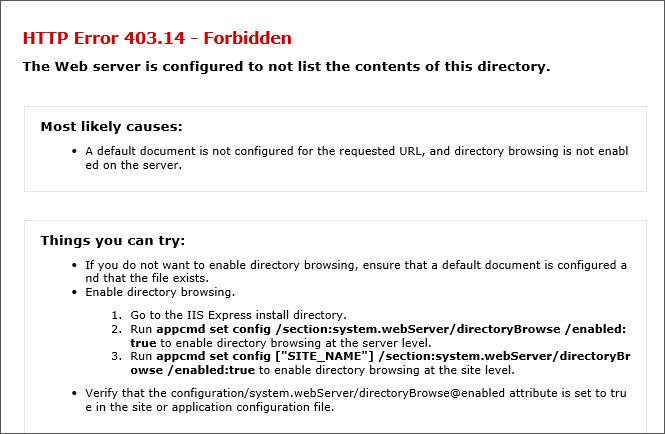 HTTP Error 403.14 - Forbidden
The Web server is configured to not list the contents of this directory.
Most likely causes:
• A default document is not configured for the requested URL, and directory browsing is not enabl
ed on the server.
Things you can try:
• If you do not want to enable directory browsing, ensure that a default document is configured a
nd that the file exists.
• Enable directory browsing.
1. Go to the IIS Express install directory.
2. Run appcmd set config /section:system.webServer/directoryBrowse /enabled:
true to enable directory browsing at the server level.
3. Run appcmd set config ["SITE_NAME"] /section:system.webServer/directoryBr
owse /enabled:true to enable directory browsing at the site level.
• Verify that the configuration/system.webServer/directoryBrowse@enabled attribute is set to tru
e in the site or application configuration file.